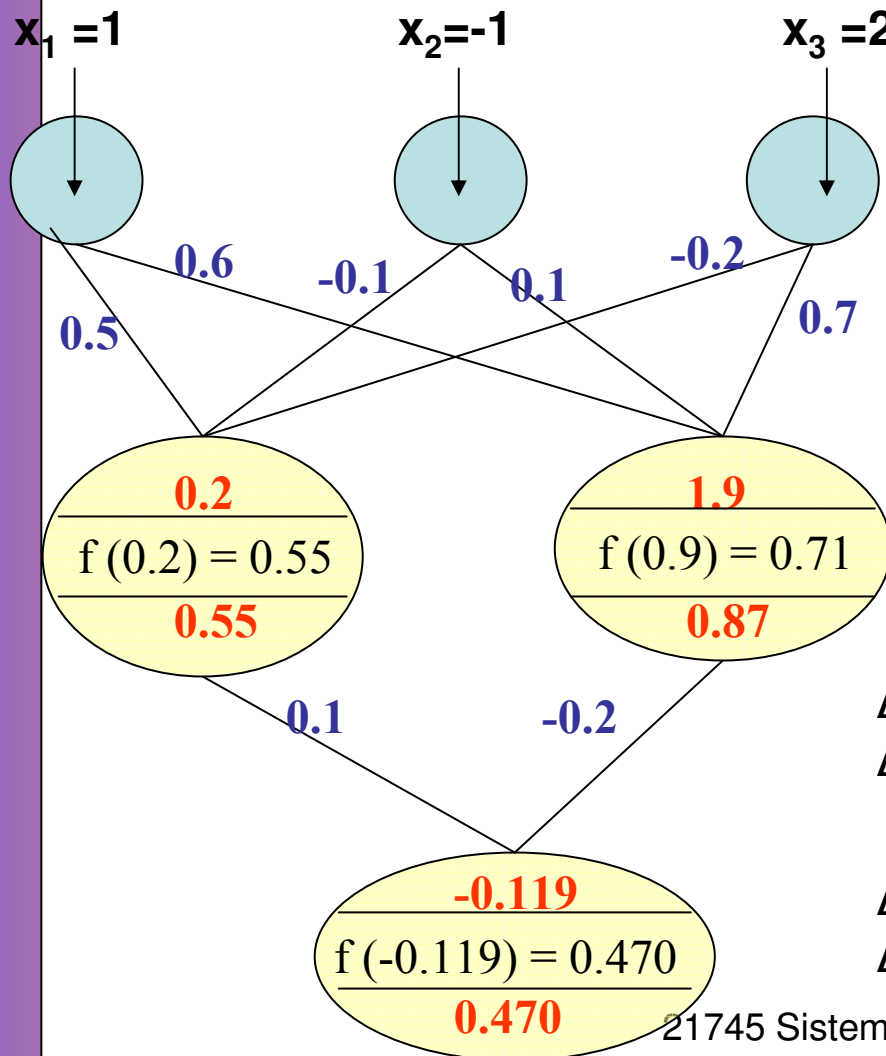 x₁ =1 x₂=-1 x₃ =2
0.6 -0.1 0.1 -0.2
0.5 0.7
0.2 1.9
f (0.2) = 0.55 f (0.9) = 0.71
0.55 0.87
0.1 -0.2
Δ
Δ
-0.119
Δ
f (-0.119) = 0.470
Δ
0.470
21745 Sistem